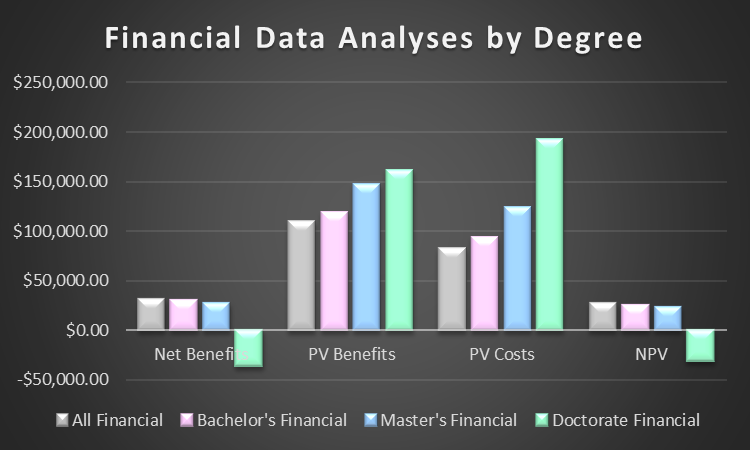 Financial Data Analyses by Degree
$250,000.00
$200,000.00
$150,000.00
$100,000.00
$50,000.00
$0.00
-$50,000.00
Net Benefits PV Benefits PV Costs NPV
All Financial Bachelor's Financial Master's Financial Doctorate Financial